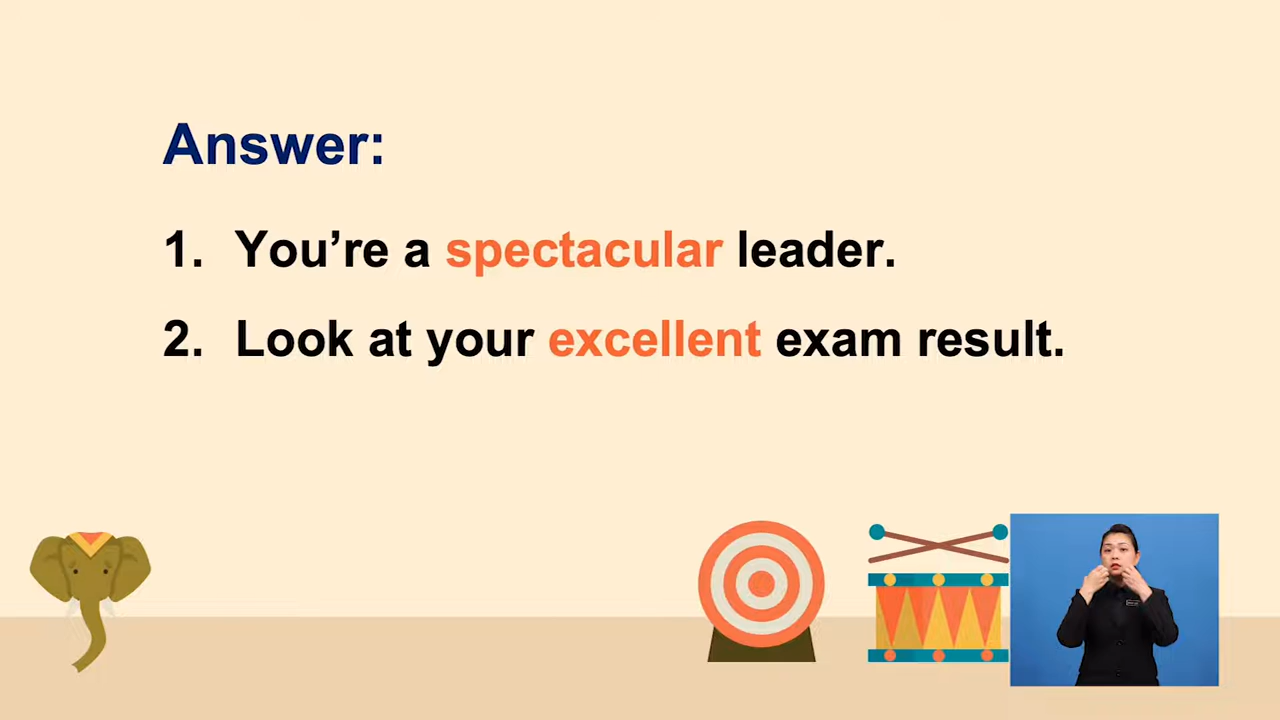 Answer:
1. You’re a spectacular leader.
2. Look at your excellent exam result.